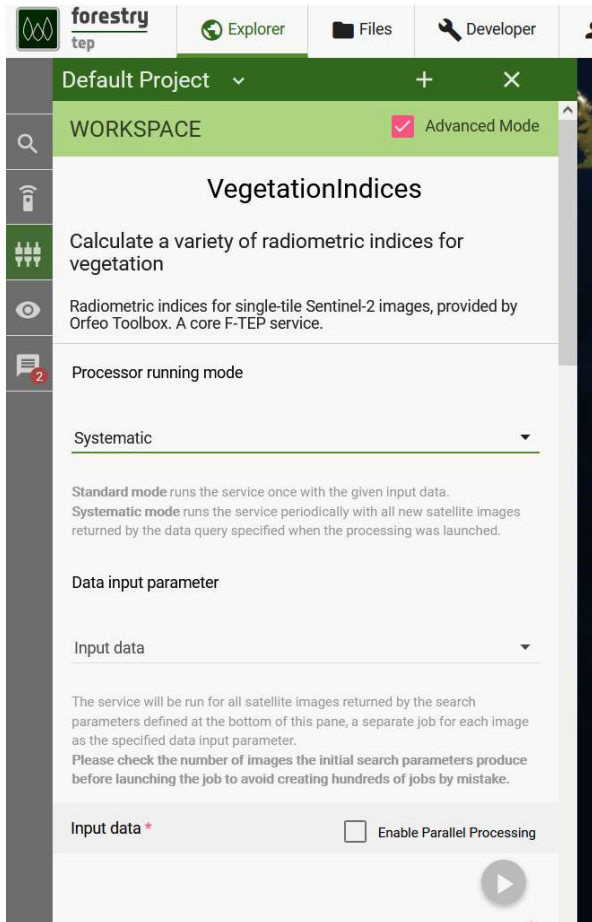 forestry
tep
Explorer
Files
Developer
Default Project
WORKSPACE
Advanced Mode
VegetationIndices
Calculate a variety of radiometric indices for
vegetation
Radiometric indices for single-tile Sentinel-2 images, provided by
Orfeo Toolbox. A core F-TEP service.
2
Processor running mode
Systematic
Standard mode runs the service once with the given input data.
Systematic mode runs the service periodically with all new satellite images
returned by the data query specified when the processing was launched.
Data input parameter
Input data
The service will be run for all satellite images returned by the search
parameters defined at the bottom of this pane, a separate job for each image
as the specified data input parameter.
Please check the number of images the initial search parameters produce
before launching the job to avoid creating hundreds of jobs by mistake.
Input data *
Enable Parallel Processing